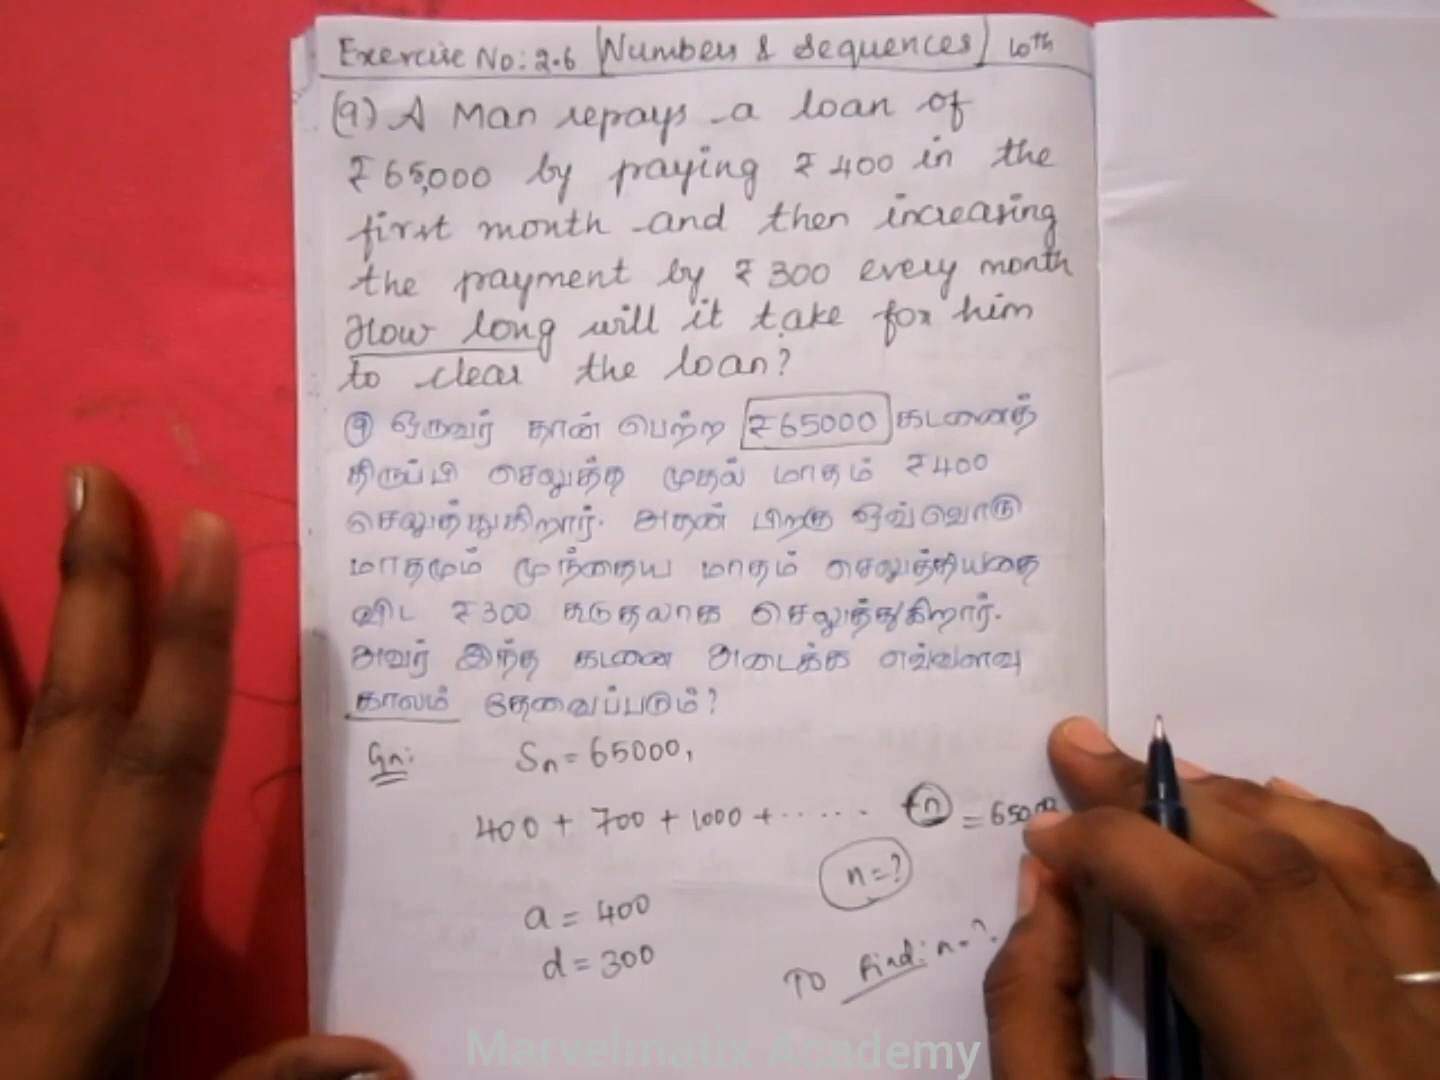 Exercise No: 2.6 Numbers & Sequences 10th
(9) A Man repays a loan of
₹65,000 by paying ₹400 in the
first month and then increasing
the payment by ₹300 every month
How long will it take for him
to clear the loan?
9 ஒருவர் தான் பெற்ற ₹65000 கடனைத்
திருப்பி செலுத்த முதல் மாதம் ₹400
செலுத்துகிறார். அதன் பிறகு ஒவ்வொரு
மாதமும் முந்தைய மாதம் செலுத்தியதை
விட ₹300 கூடுதலாக செலுத்துகிறார்.
அவர் இந்த கடனை அடைக்க எவ்வளவு
காலம் தேவைப்படும்?
Gn: Sn = 65000,
400 + 700 + 1000 + ...... tn =
n = ?
a = 400
d = 300
To Find: n = ?
Marvelmatix Academy